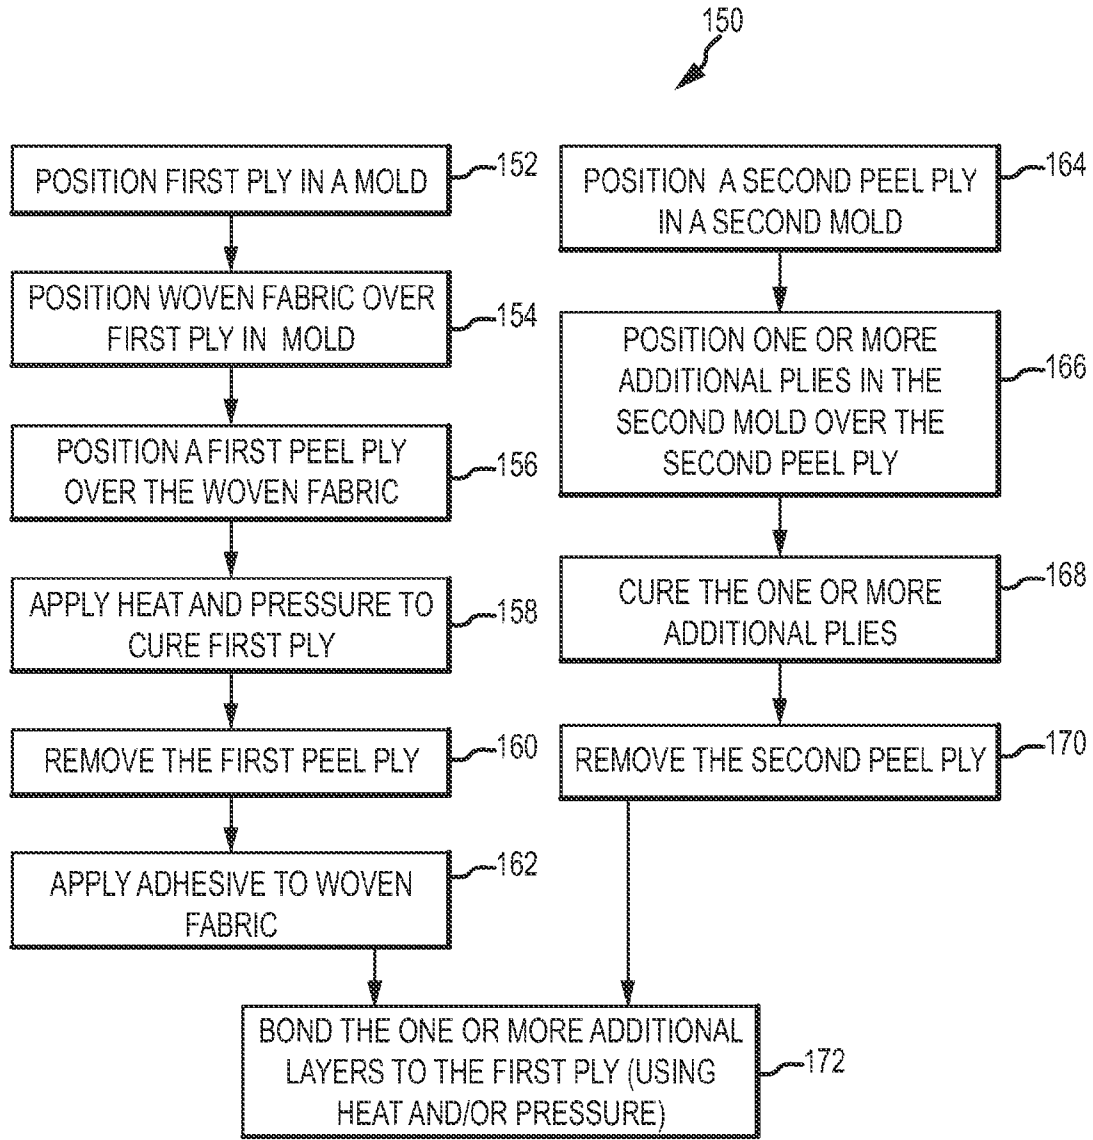 150
POSITION FIRST PLY IN A MOLD
152
POSITION WOVEN FABRIC OVER
FIRST PLY IN MOLD
154
POSITION A FIRST PEEL PLY
OVER THE WOVEN FABRIC
156
APPLY HEAT AND PRESSURE TO
CURE FIRST PLY
158
REMOVE THE FIRST PEEL PLY
160
APPLY ADHESIVE TO WOVEN
FABRIC
162
POSITION A SECOND PEEL PLY
IN A SECOND MOLD
164
POSITION ONE OR MORE
ADDITIONAL PLIES IN THE
SECOND MOLD OVER THE
SECOND PEEL PLY
166
CURE THE ONE OR MORE
ADDITIONAL PLIES
168
REMOVE THE SECOND PEEL PLY
170
BOND THE ONE OR MORE ADDITIONAL
LAYERS TO THE FIRST PLY (USING
HEAT AND/OR PRESSURE)
172